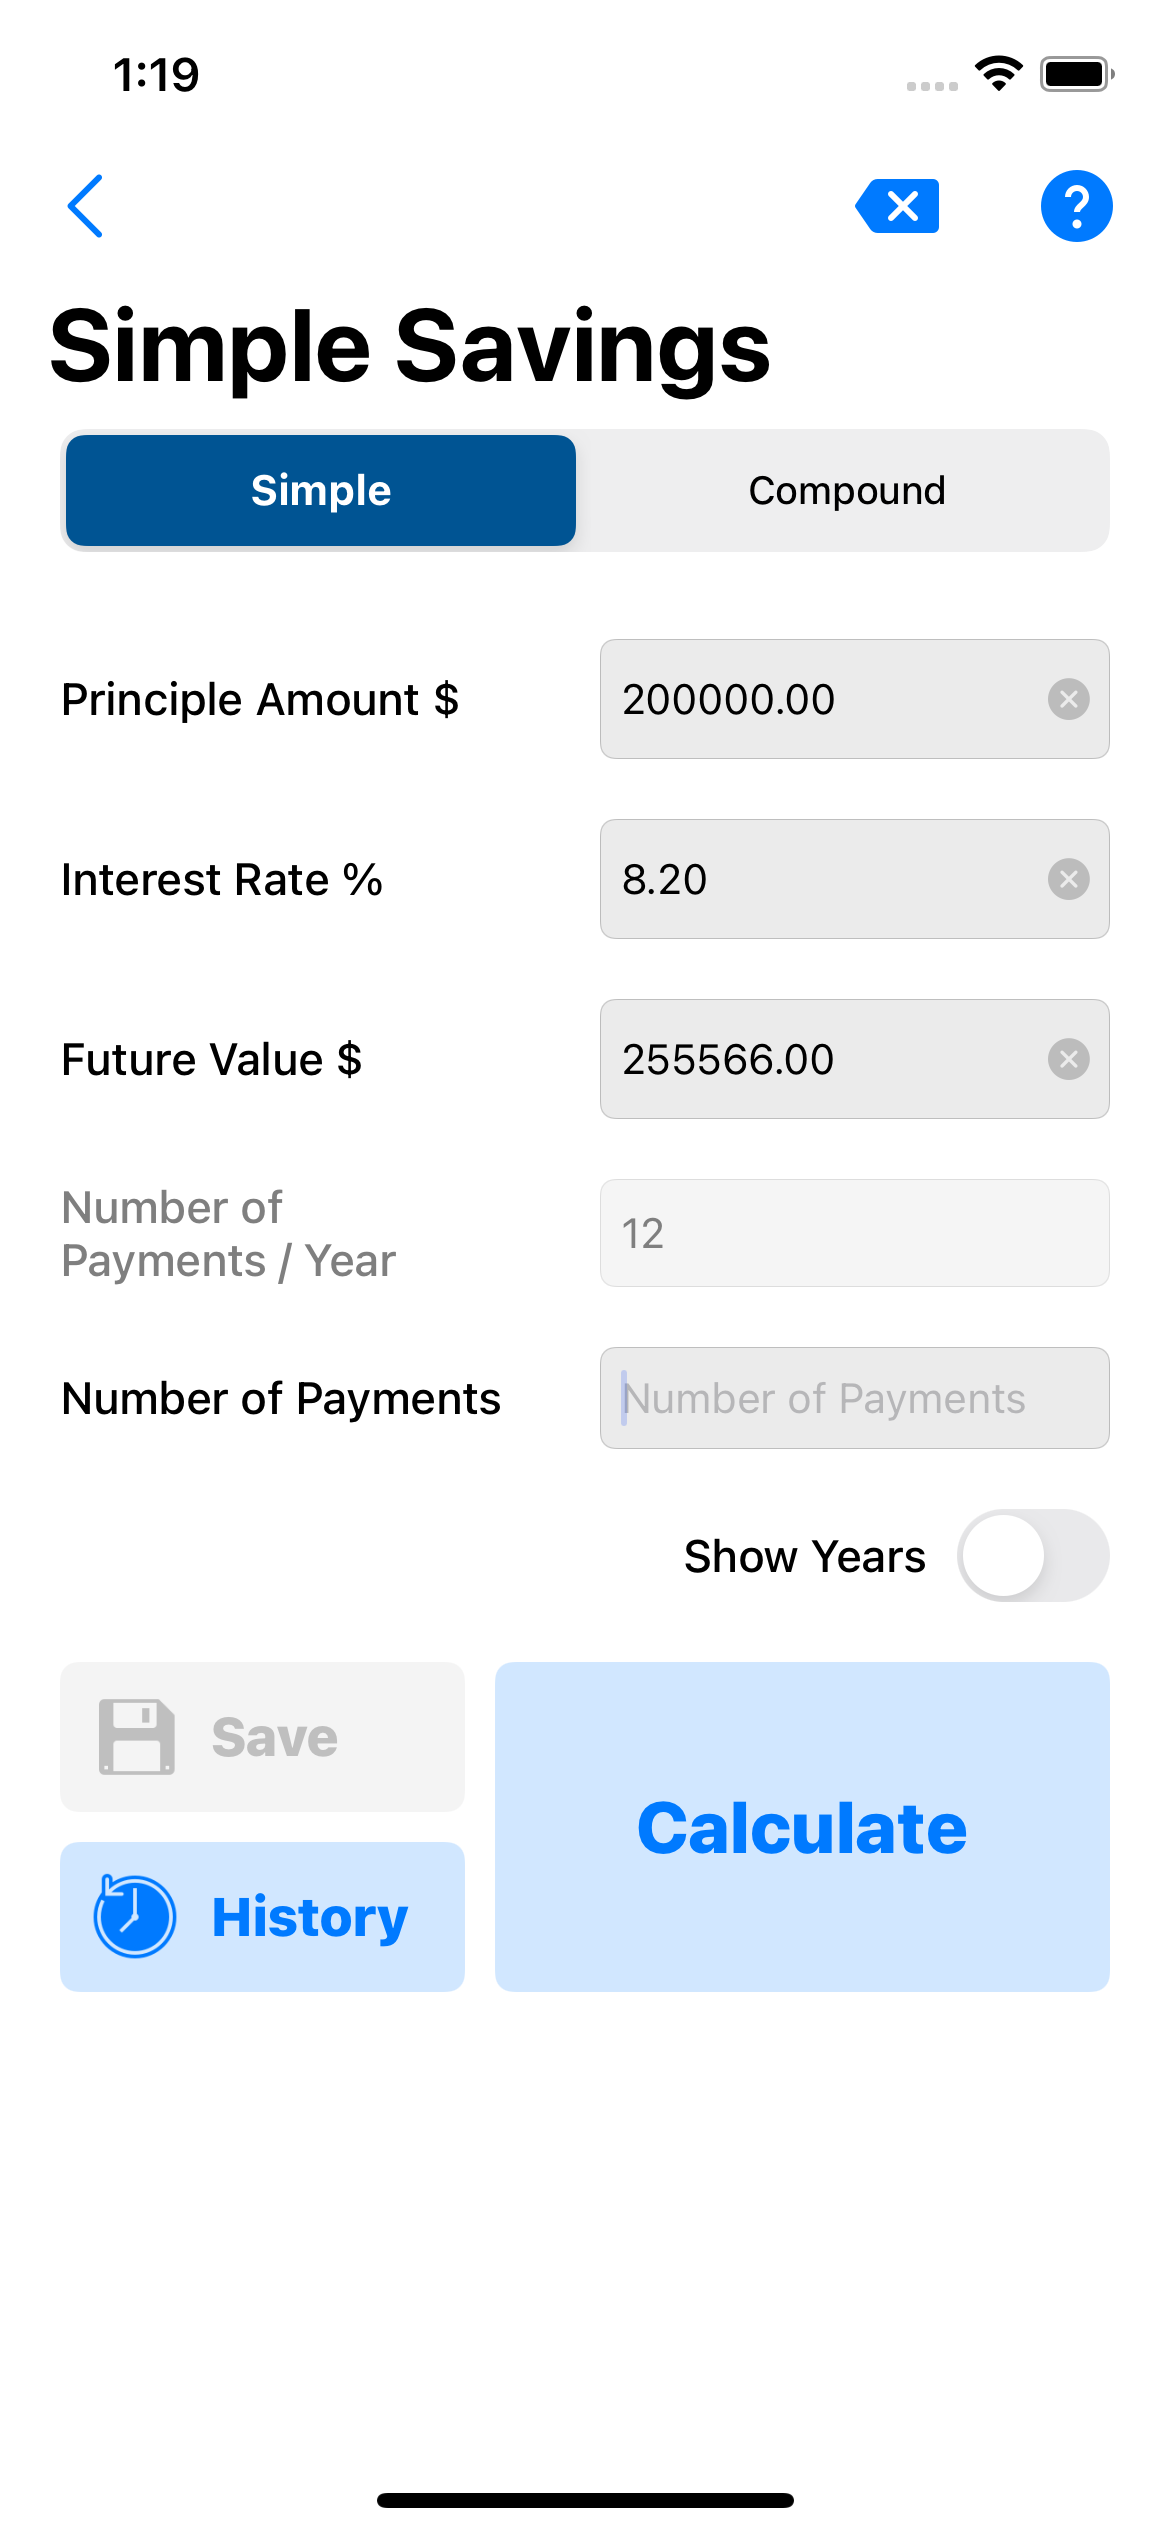 1:19
?
Simple Savings
Simple
Compound
Principle Amount $
200000.00
Interest Rate %
8.20
Future Value $
255566.00
Number of
Payments / Year
12
Number of Payments
Number of Payments
Show Years
Save
History
Calculate